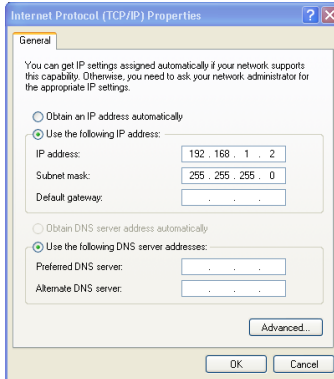 Internet Protocol (TCP/IP) Properties
General
You can get IP settings assigned automatically if your network supports
this capability. Otherwise, you need to ask your network administrator for
the appropriate IP settings.
Obtain an IP address automatically
Use the following IP address:
IP address: 192 . 168 . 1 . 2
Subnet mask: 255 . 255 . 255 . 0
Default gateway: . . .
Obtain DNS server address automatically
Use the following DNS server addresses:
Preferred DNS server: . . .
Alternate DNS server: . . .
Advanced...
OK Cancel